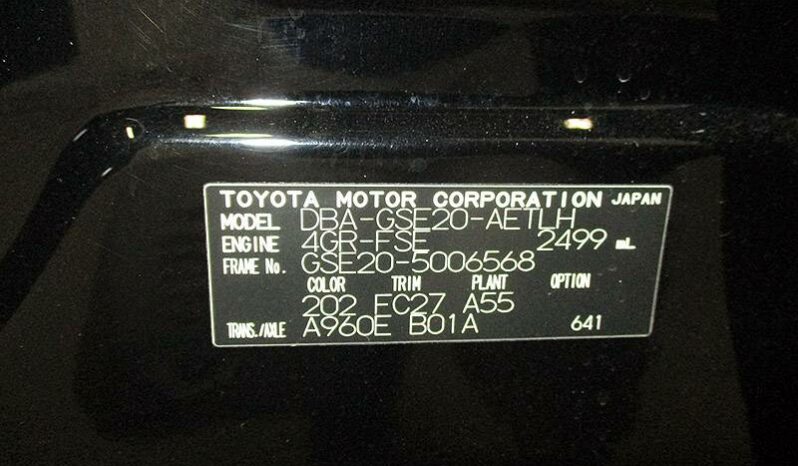 TOYOTA MOTOR CORPORATION JAPAN
MODEL DBA-GSE20-AETLH
ENGINE 4GR-FSE 2499 mL
FRAME No. GSE20-5006568
COLOR TRIM PLANT OPTION
202 FC27 A55
TRANS./AXLE A960E B01A 641